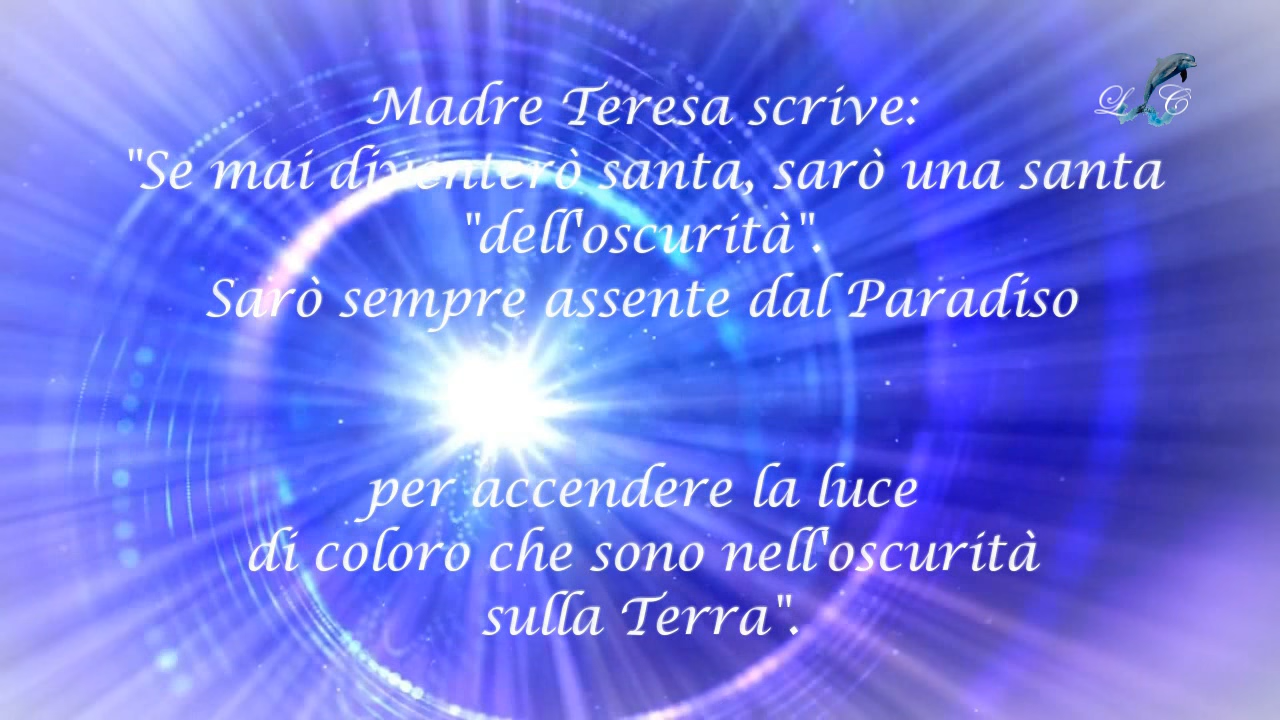 Madre Teresa scrive:
"Se mai diventerò santa, sarò una santa
"dell'oscurità".
Sarò sempre assente dal Paradiso
per accendere la luce
di coloro che sono nell'oscurità
sulla Terra".
L C